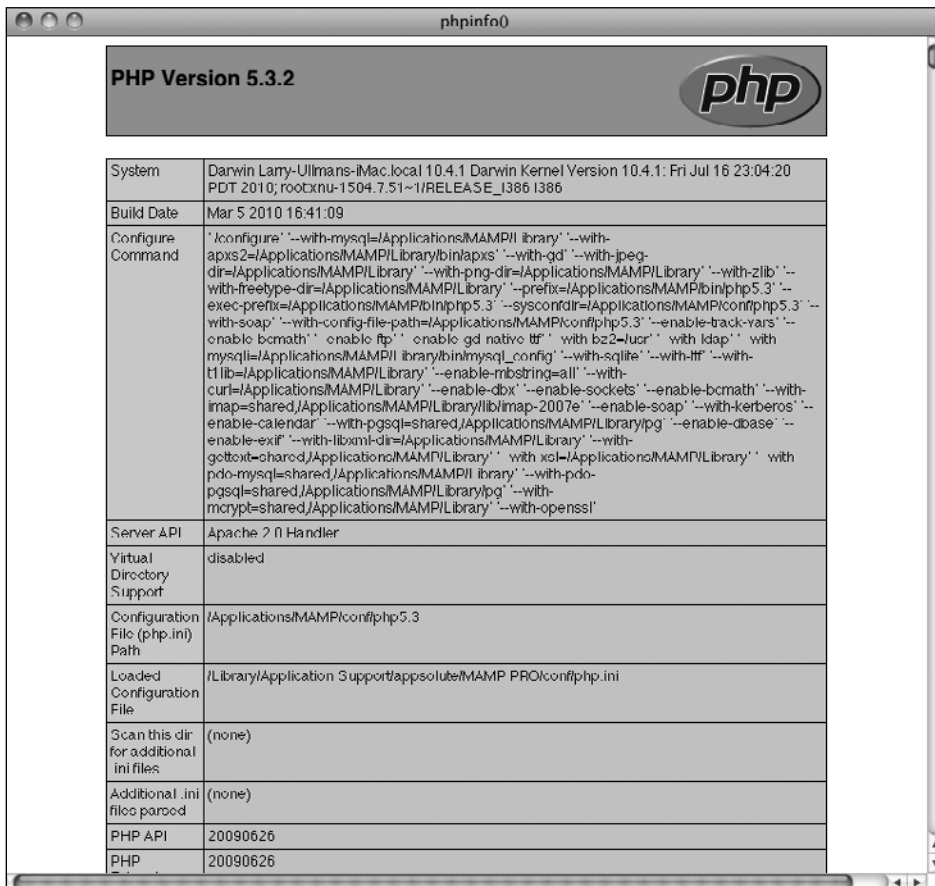 phpinfo()
PHP Version 5.3.2
php
System
Darwin Larry-Ullmans-iMac.local 10.4.1 Darwin Kernel Version 10.4.1: Fri Jul 16 23:04:20
PDT 2010; root:xnu-1504.7.51~1/RELEASE_I386 i386
Build Date
Mar 5 2010 16:41:09
Configure
Command
'./configure' '--with-mysql=/Applications/MAMP/Library' '--with-
apxs2=/Applications/MAMP/Library/bin/apxs' '--with-gd' '--with-jpeg-
dir=/Applications/MAMP/Library' '--with-png-dir=/Applications/MAMP/Library' '--with-zlib' '--
with-freetype-dir=/Applications/MAMP/Library' '--prefix=/Applications/MAMP/bin/php5.3' '--
exec-prefix=/Applications/MAMP/bin/php5.3' '--sysconfdir=/Applications/MAMP/conf/php5.3' '--
with-soap' '--with-config-file-path=/Applications/MAMP/conf/php5.3' '--enable-track-vars' '--
enable-bcmath' '--enable-ftp' '--enable-gd-native-ttf' '--with-bz2=/usr' '--with-ldap' '--with-
mysqli=/Applications/MAMP/Library/bin/mysql_config' '--with-sqlite' '--with-ttf' '--with-
t1lib=/Applications/MAMP/Library' '--enable-mbstring=all' '--with-
curl=/Applications/MAMP/Library' '--enable-dbx' '--enable-sockets' '--enable-bcmath' '--with-
imap=shared,/Applications/MAMP/Library/lib/imap-2007e' '--enable-soap' '--with-kerberos' '--
enable-calendar' '--with-pgsql=shared,/Applications/MAMP/Library/pg' '--enable-dbase' '--
enable-exif' '--with-libxml-dir=/Applications/MAMP/Library' '--with-
gettext=shared,/Applications/MAMP/Library' '--with-xsl=/Applications/MAMP/Library' '--with-
pdo-mysql=shared,/Applications/MAMP/Library' '--with-pdo-
pgsql=shared,/Applications/MAMP/Library/pg' '--with-
mcrypt=shared,/Applications/MAMP/Library' '--with-openssl'
Server API
Apache 2.0 Handler
Virtual
Directory
Support
disabled
Configuration
File (php.ini)
Path
/Applications/MAMP/conf/php5.3
Loaded
Configuration
File
/Library/Application Support/appsolute/MAMP PRO/conf/php.ini
Scan this dir
for additional
.ini files
(none)
Additional .ini
files parsed
(none)
PHP API
20090626
PHP
20090626